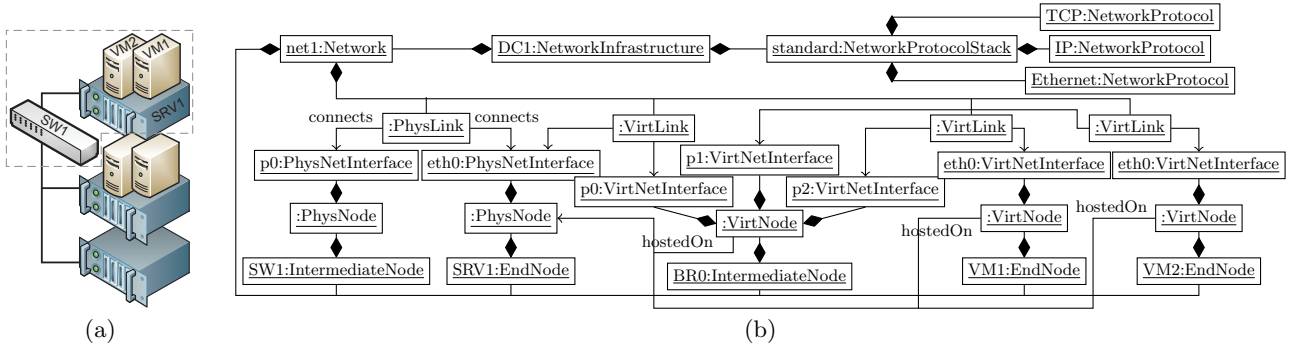 VM2 VM1
SRV1
SW1
(a)
TCP:NetworkProtocol
net1:Network DC1:NetworkInfrastructure standard:NetworkProtocolStack IP:NetworkProtocol
Ethernet:NetworkProtocol
connects :PhysLink connects :VirtLink :VirtLink :VirtLink
p0:PhysNetInterface eth0:PhysNetInterface p1:VirtNetInterface eth0:VirtNetInterface eth0:VirtNetInterface
p0:VirtNetInterface p2:VirtNetInterface
:PhysNode :PhysNode :VirtNode :VirtNode :VirtNode
hostedOn hostedOn hostedOn
SW1:IntermediateNode SRV1:EndNode BR0:IntermediateNode VM1:EndNode VM2:EndNode
(b)